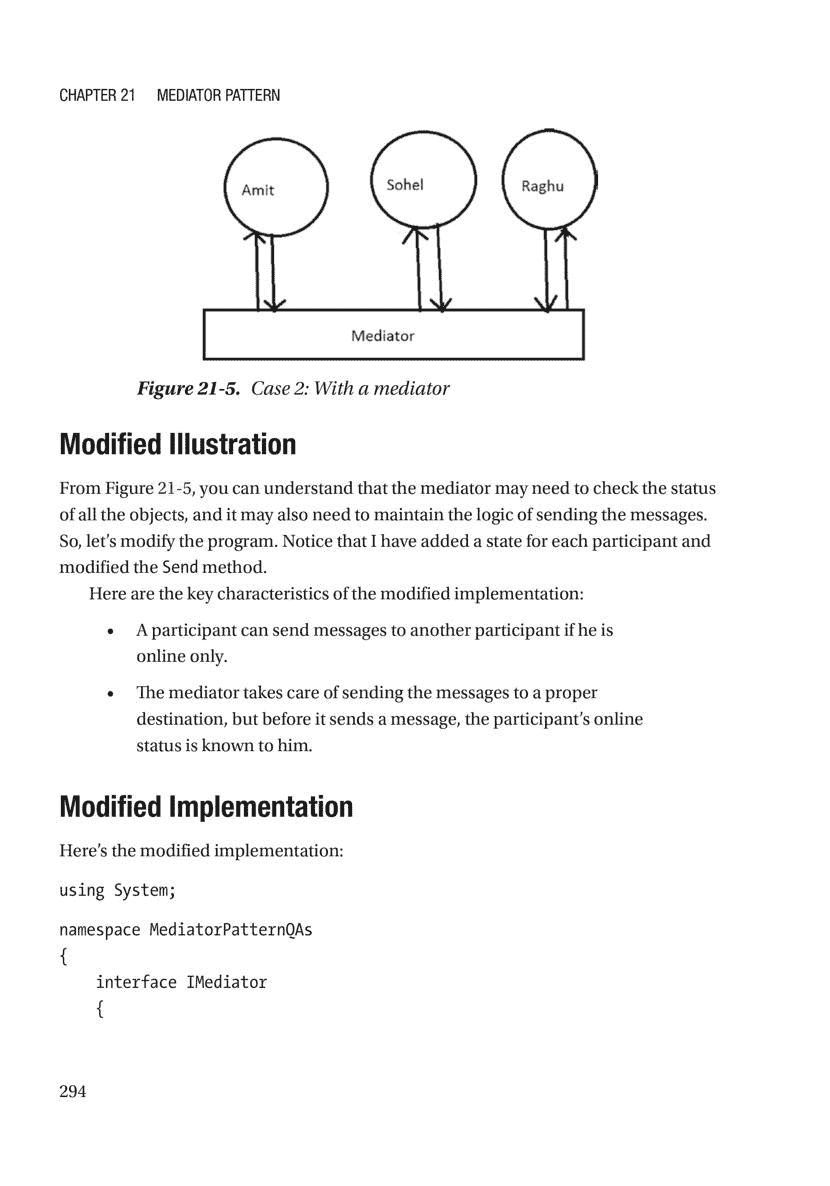 CHAPTER 21 MEDIATOR PATTERN
Amit
Sohel
Raghu
Mediator
Figure 21-5. Case 2: With a mediator
Modified Illustration
From Figure 21-5, you can understand that the mediator may need to check the status
of all the objects, and it may also need to maintain the logic of sending the messages.
So, let’s modify the program. Notice that I have added a state for each participant and
modified the Send method.
Here are the key characteristics of the modified implementation:
• A participant can send messages to another participant if he is
online only.
• The mediator takes care of sending the messages to a proper
destination, but before it sends a message, the participant’s online
status is known to him.
Modified Implementation
Here’s the modified implementation:
using System;
namespace MediatorPatternQAs
{
    interface IMediator
    {
294